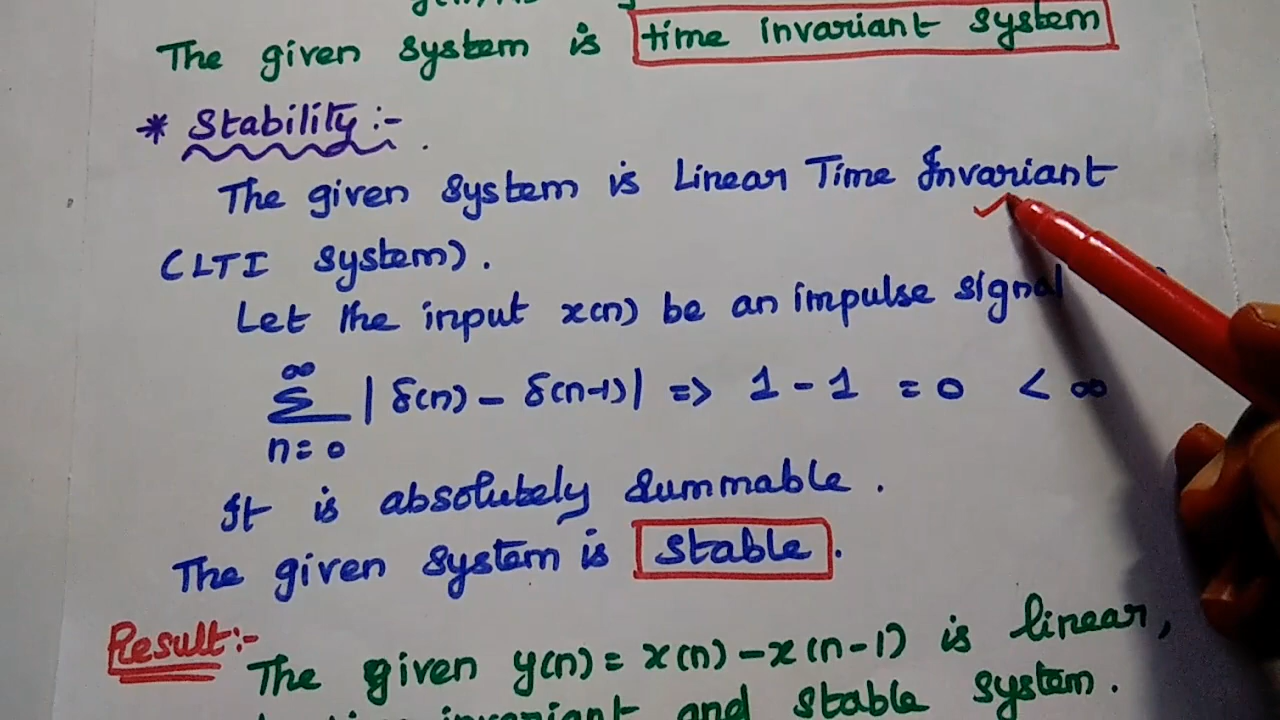 The given system is time invariant system
* Stability :-
The given system is Linear Time Invariant
(LTI system).
Let the input x(n) be an impulse signal
∞
Σ | δ(n) - δ(n-1)| => 1 - 1 = 0 < ∞
n = 0
It is absolutely summable.
The given system is stable.
Result:-
The given y(n) = x(n) - x(n-1) is linear,
invariant and stable system.